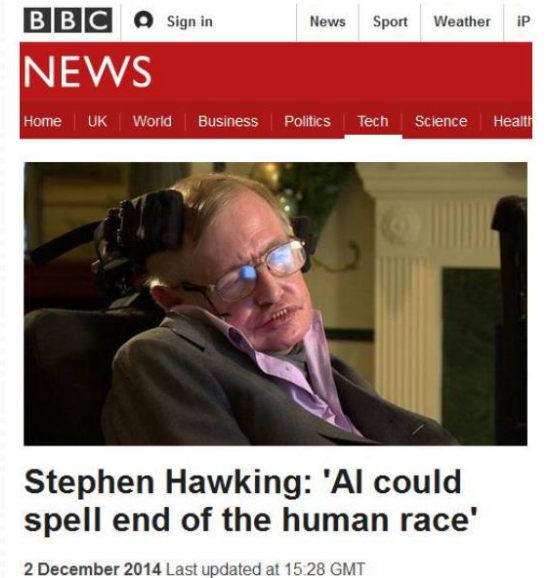 BBC Sign in News Sport Weather iP
NEWS
Home UK World Business Politics Tech Science Health
Stephen Hawking: 'AI could
spell end of the human race'
2 December 2014 Last updated at 15:28 GMT